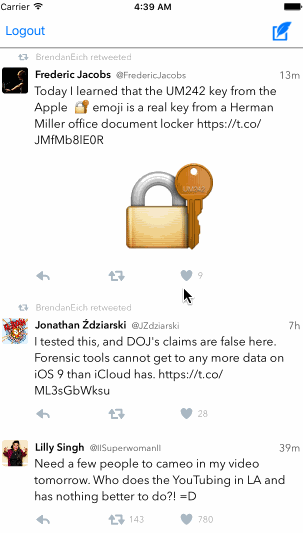 Carrier 4:39 AM
Logout
BrendanEich retweeted
Frederic Jacobs @FredericJacobs 13m
Today I learned that the UM242 key from the
Apple 🔐 emoji is a real key from a Herman
Miller office document locker https://t.co/
JMfMb8lE0R
UM242
9
BrendanEich retweeted
Jonathan Ździarski @JZdziarski 7h
I tested this, and DOJ's claims are false here.
Forensic tools cannot get to any more data on
iOS 9 than iCloud has. https://t.co/
ML3sGbWksu
28
Lilly Singh @IISuperwomanII 39m
Need a few people to cameo in my video
tomorrow. Who does the YouTubing in LA and
has nothing better to do?! =D
143 780